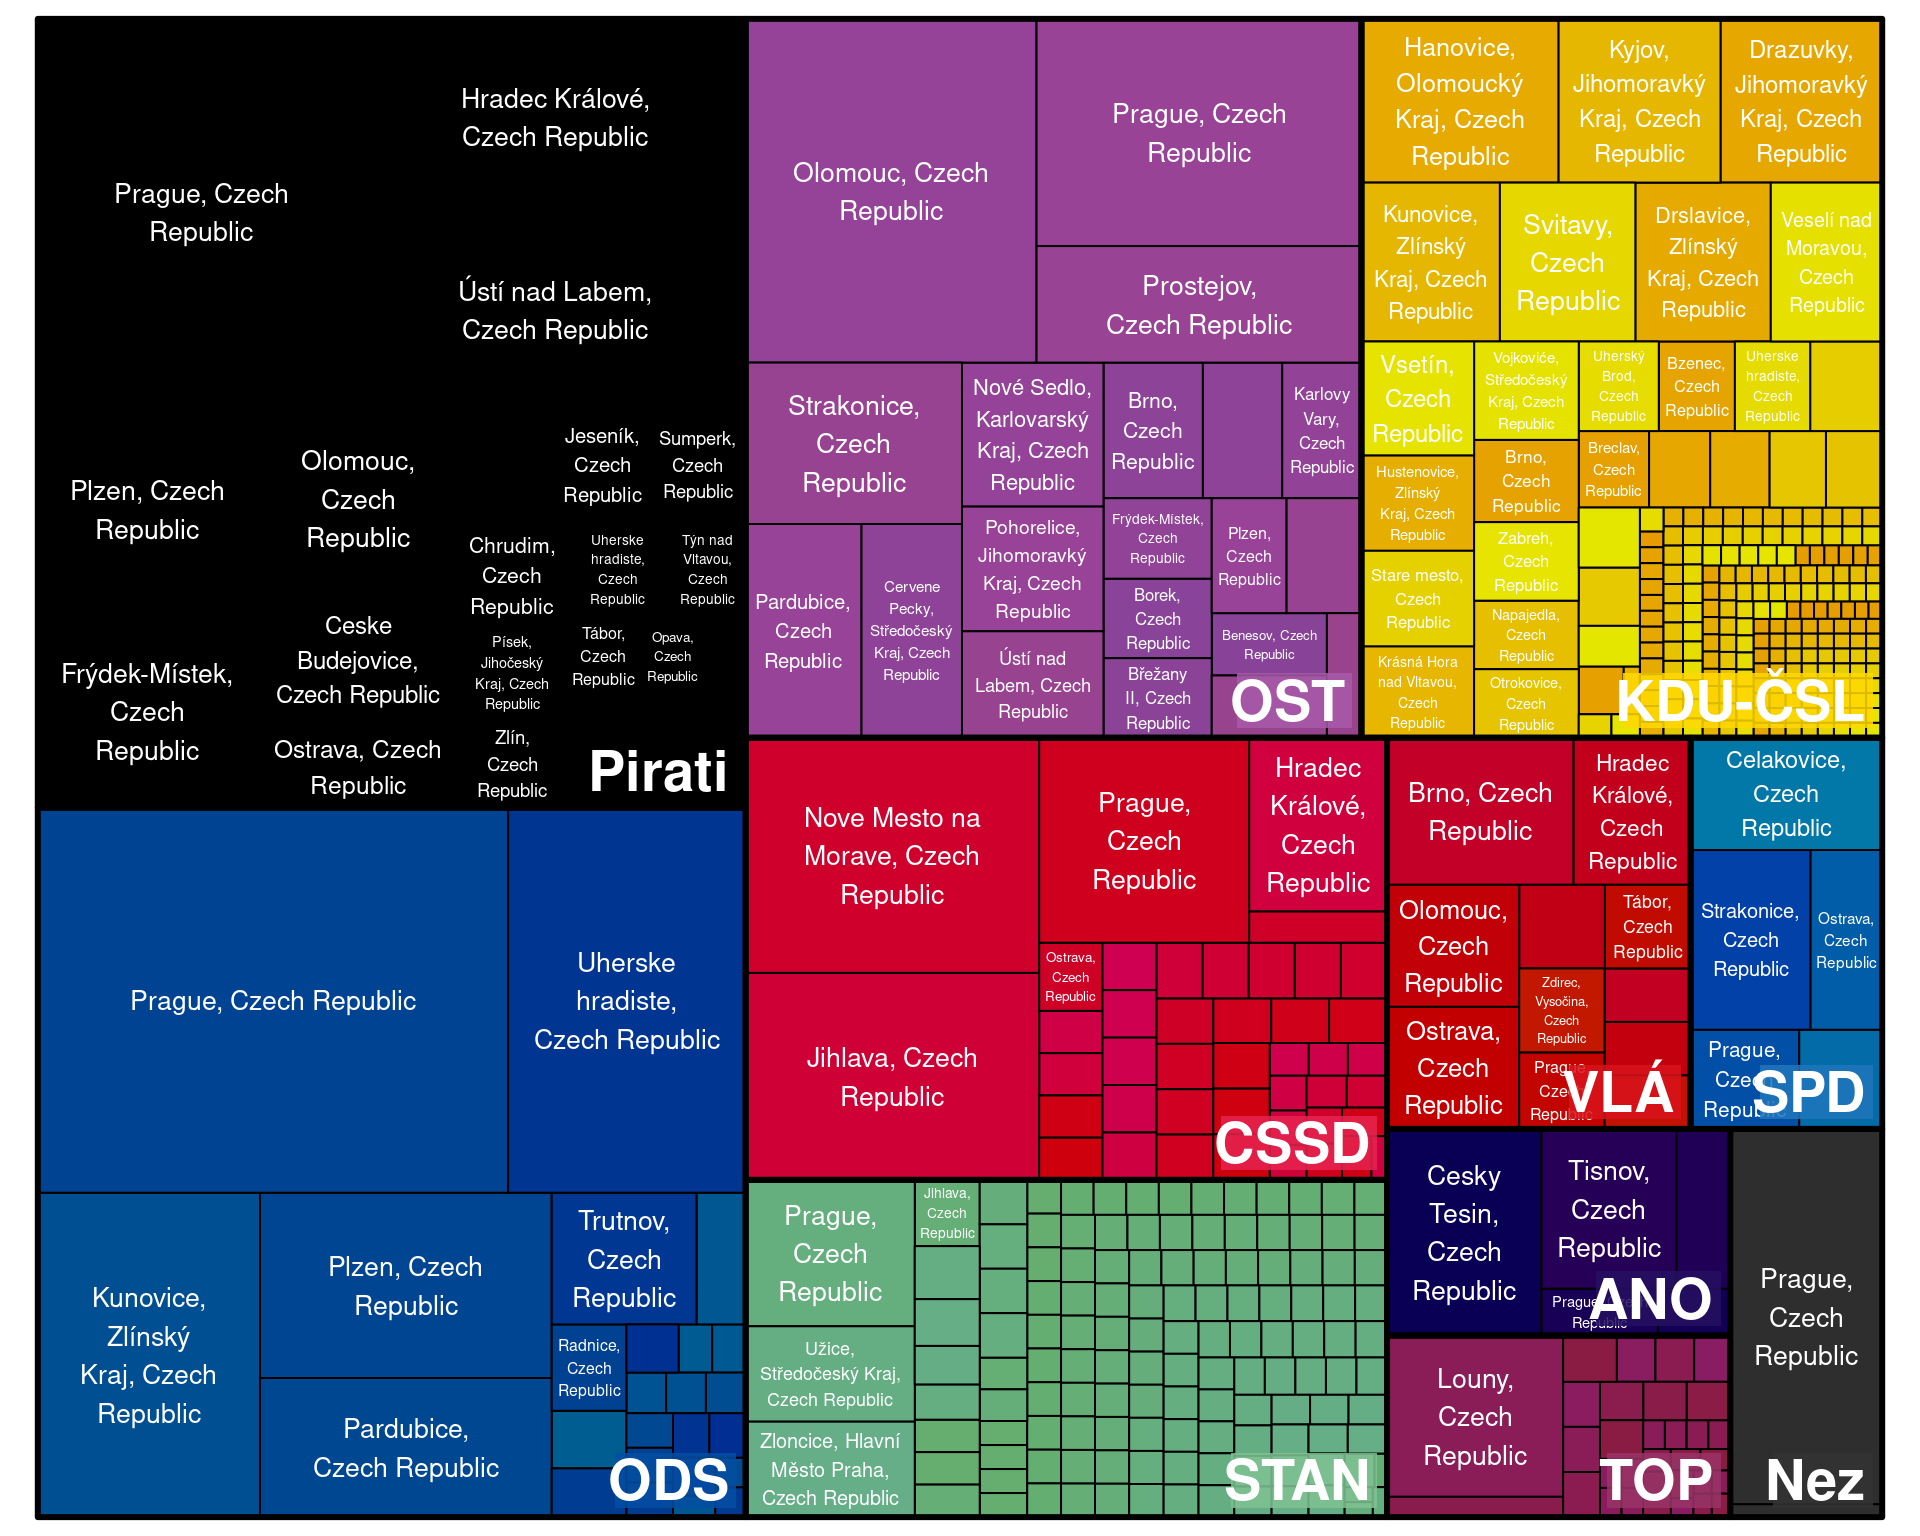 Prague, Czech
Republic
Hradec Králové,
Czech Republic
Ústí nad Labem,
Czech Republic
Plzen, Czech
Republic
Olomouc,
Czech
Republic
Jeseník,
Czech
Republic
Sumperk,
Czech
Republic
Chrudim,
Czech
Republic
Uherske
hradiste,
Czech
Republic
Týn nad
Vltavou,
Czech
Republic
Frýdek-Místek,
Czech
Republic
Ceske
Budejovice,
Czech Republic
Písek,
Jihočeský
Kraj, Czech
Republic
Tábor,
Czech
Republic
Opava,
Czech
Republic
Ostrava, Czech
Republic
Zlín,
Czech
Republic
Pirati
Olomouc, Czech
Republic
Prague, Czech
Republic
Prostejov,
Czech Republic
Strakonice,
Czech
Republic
Nové Sedlo,
Karlovarský
Kraj, Czech
Republic
Brno,
Czech
Republic
Karlovy
Vary,
Czech
Republic
Pardubice,
Czech
Republic
Cervene
Pecky,
Středočeský
Kraj, Czech
Republic
Pohorelice,
Jihomoravký
Kraj, Czech
Republic
Ústí nad
Labem, Czech
Republic
Frýdek-Místek,
Czech
Republic
Plzen,
Czech
Republic
Borek,
Czech
Republic
Benesov, Czech
Republic
Břežany
II, Czech
Republic
OST
Hanovice,
Olomoucký
Kraj, Czech
Republic
Kyjov,
Jihomoravký
Kraj, Czech
Republic
Drazuvky,
Jihomoravký
Kraj, Czech
Republic
Kunovice,
Zlínský
Kraj, Czech
Republic
Svitavy,
Czech
Republic
Drslavice,
Zlínský
Kraj, Czech
Republic
Veselí nad
Moravou,
Czech
Republic
Vsetín,
Czech
Republic
Vojkoviće,
Středočeský
Kraj, Czech
Republic
Uherský
Brod,
Czech
Republic
Bzenec,
Czech
Republic
Uherske
hradiste,
Czech
Republic
Hustenovice,
Zlínský
Kraj, Czech
Republic
Brno,
Czech
Republic
Breclav,
Czech
Republic
Stare mesto,
Czech
Republic
Zabreh,
Czech
Republic
Napajedla,
Czech
Republic
Krásná Hora
nad Vltavou,
Czech
Republic
Otrokovice,
Czech
Republic
KDU-ČSL
Prague, Czech Republic
Uherske
hradiste,
Czech Republic
Kunovice,
Zlínský
Kraj, Czech
Republic
Plzen, Czech
Republic
Pardubice,
Czech Republic
Trutnov,
Czech
Republic
Radnice,
Czech
Republic
ODS
Nove Mesto na
Morave, Czech
Republic
Prague,
Czech
Republic
Hradec
Králové,
Czech
Republic
Jihlava, Czech
Republic
Ostrava,
Czech
Republic
CSSD
Brno, Czech
Republic
Hradec
Králové,
Czech
Republic
Olomouc,
Czech
Republic
Tábor,
Czech
Republic
Zdirec,
Vysočina,
Czech
Republic
Ostrava,
Czech
Republic
Prague,
Czech
Republic
VLÁ
Celakovice,
Czech
Republic
Strakonice,
Czech
Republic
Ostrava,
Czech
Republic
Prague,
Czech
Republic
SPD
Prague,
Czech
Republic
Jihlava,
Czech
Republic
Užice,
Středočeský Kraj,
Czech Republic
Zloncice, Hlavní
Město Praha,
Czech Republic
STAN
Cesky
Tesin,
Czech
Republic
Tisnov,
Czech
Republic
Prague,
Republic
ANO
Louny,
Czech
Republic
TOP
Prague,
Czech
Republic
Nez